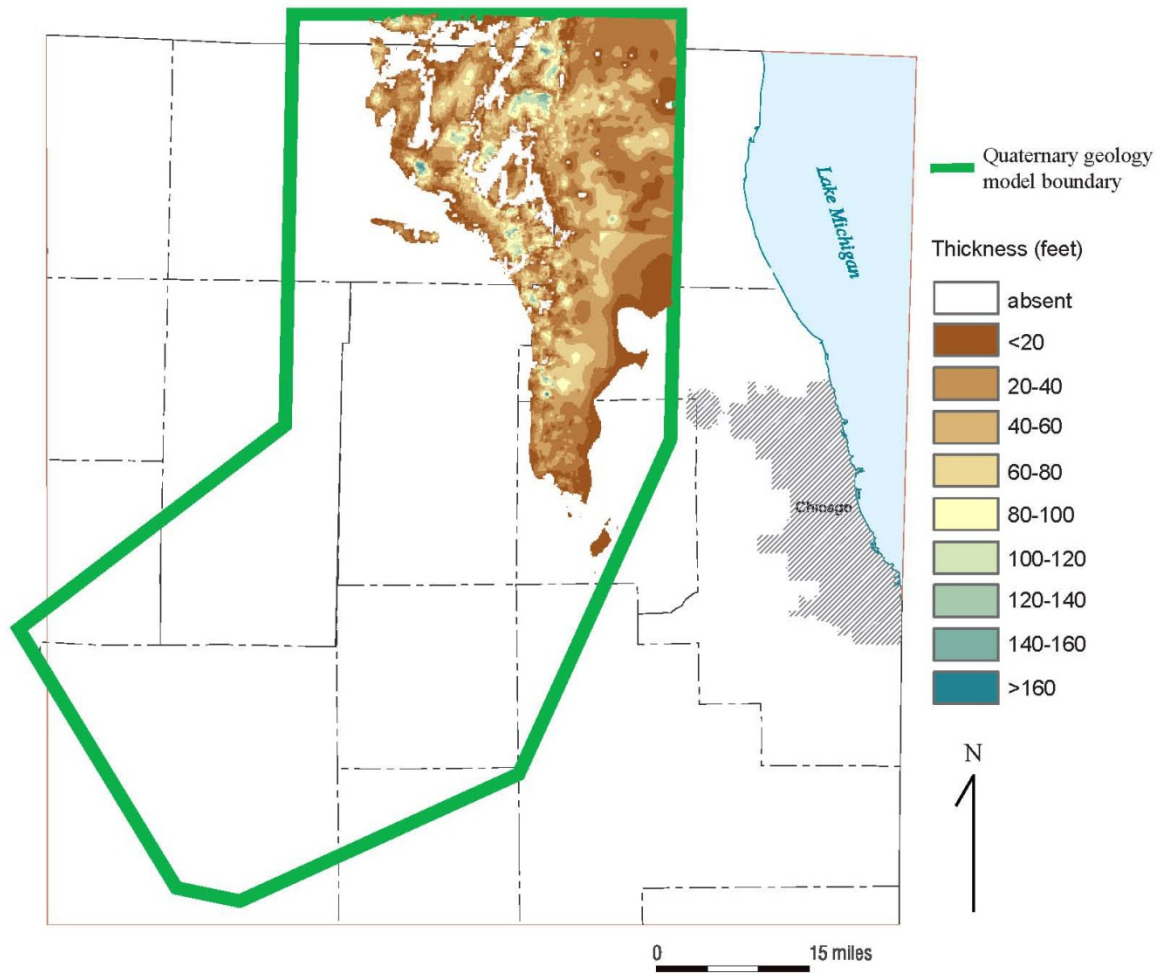 Quaternary geology
model boundary
Lake Michigan
Thickness (feet)
absent
<20
20-40
40-60
60-80
80-100
Chicago
100-120
120-140
140-160
>160
N
0 15 miles